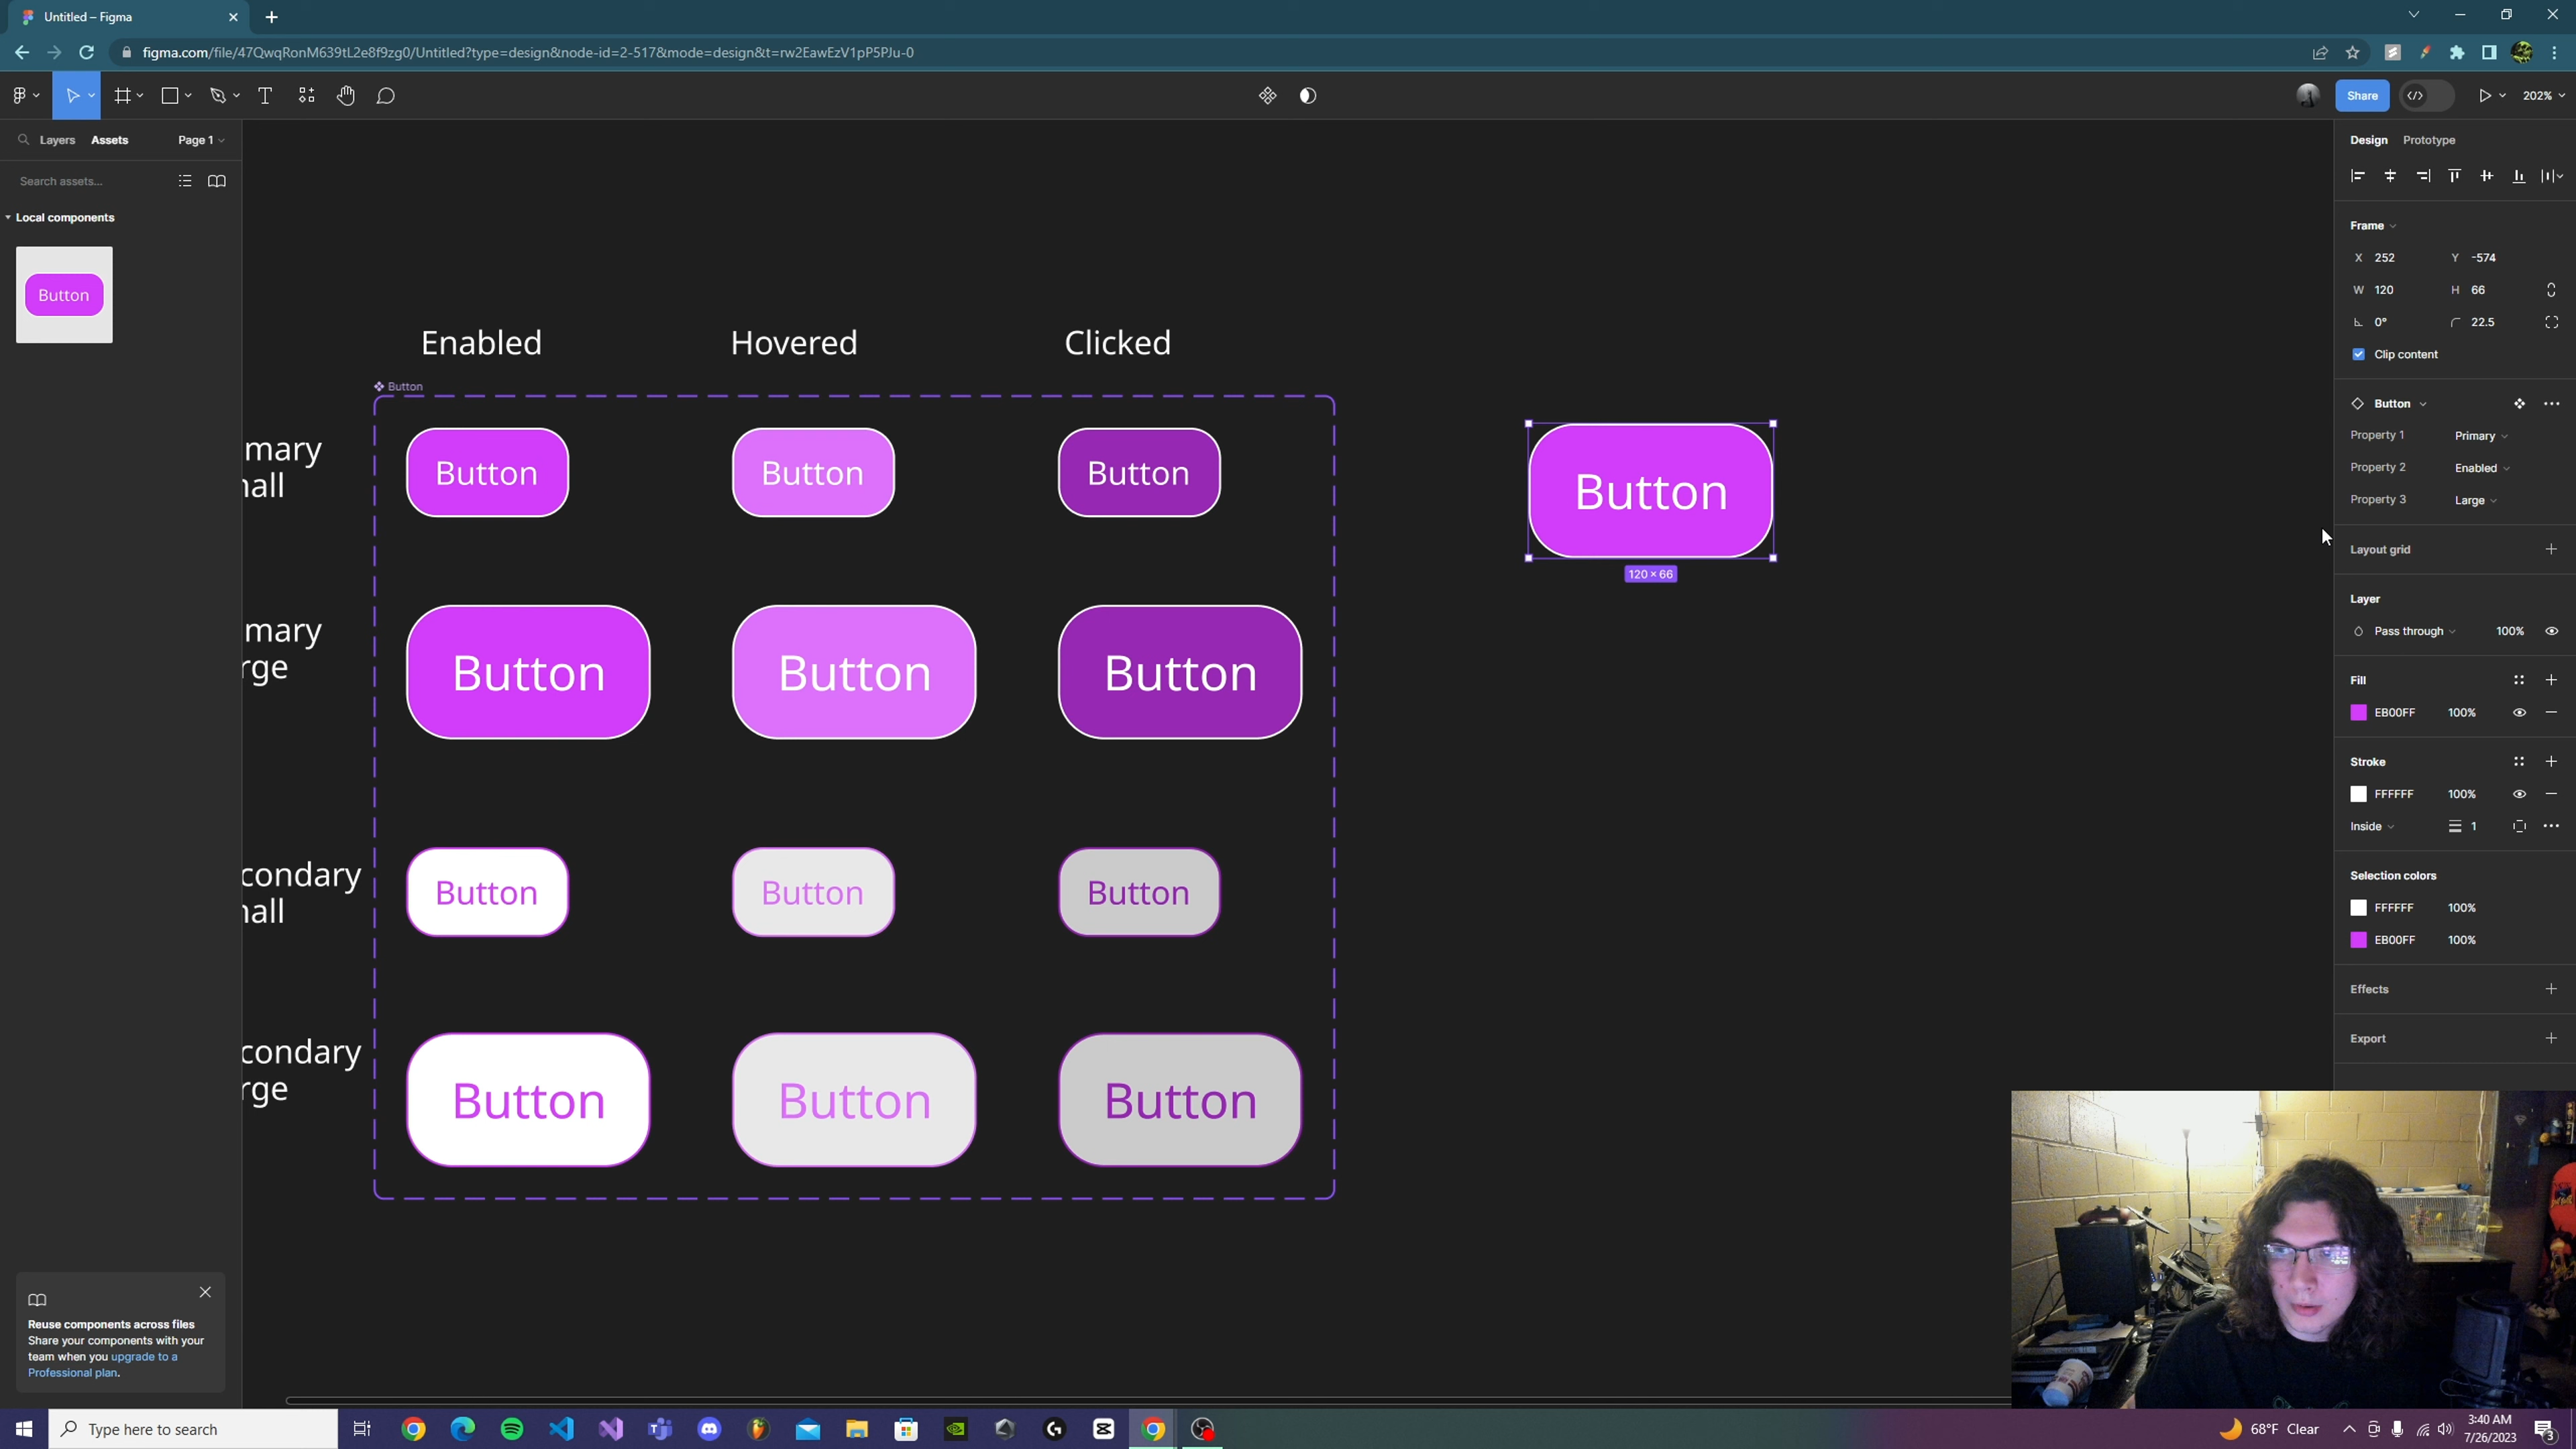 Untitled – Figma
figma.com/file/47QwqRonM639tL2e8f9zg0/Untitled?type=design&node-id=2-517&mode=design&t=rw2EawEzV1pP5PJu-0
Share
202%
Layers
Assets
Page 1
Search assets...
Local components
Button
Enabled
Hovered
Clicked
Button
mary
Button
Button
Button
mary
rge
Button
Button
Button
condary
Button
Button
Button
condary
rge
Button
Button
Button
Button
120 × 66
Design
Prototype
Frame
X 252
Y -574
W 120
H 66
0°
22.5
Clip content
Button
Property 1
Primary
Property 2
Enabled
Property 3
Large
Layout grid
Layer
Pass through
100%
Fill
EB00FF
100%
Stroke
FFFFFF
100%
Inside
1
Selection colors
FFFFFF
100%
EB00FF
100%
Effects
Export
Reuse components across files
Share your components with your
team when you upgrade to a
Professional plan.
Type here to search
68°F Clear
3:40 AM
7/26/2023
3